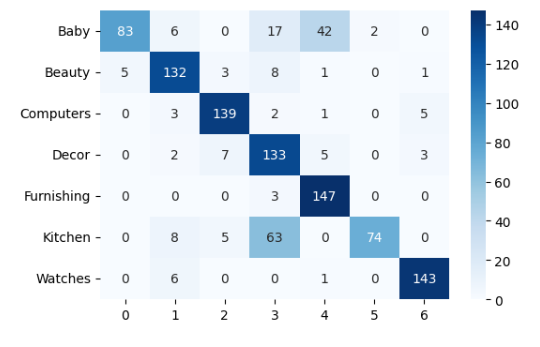 Baby 83 6 0 17 42 2 0
Beauty 5 132 3 8 1 0 1
Computers 0 3 139 2 1 0 5
Decor 0 2 7 133 5 0 3
Furnishing 0 0 0 3 147 0 0
Kitchen 0 8 5 63 0 74 0
Watches 0 6 0 0 1 0 143
0 1 2 3 4 5 6
140
120
100
80
60
40
20
0